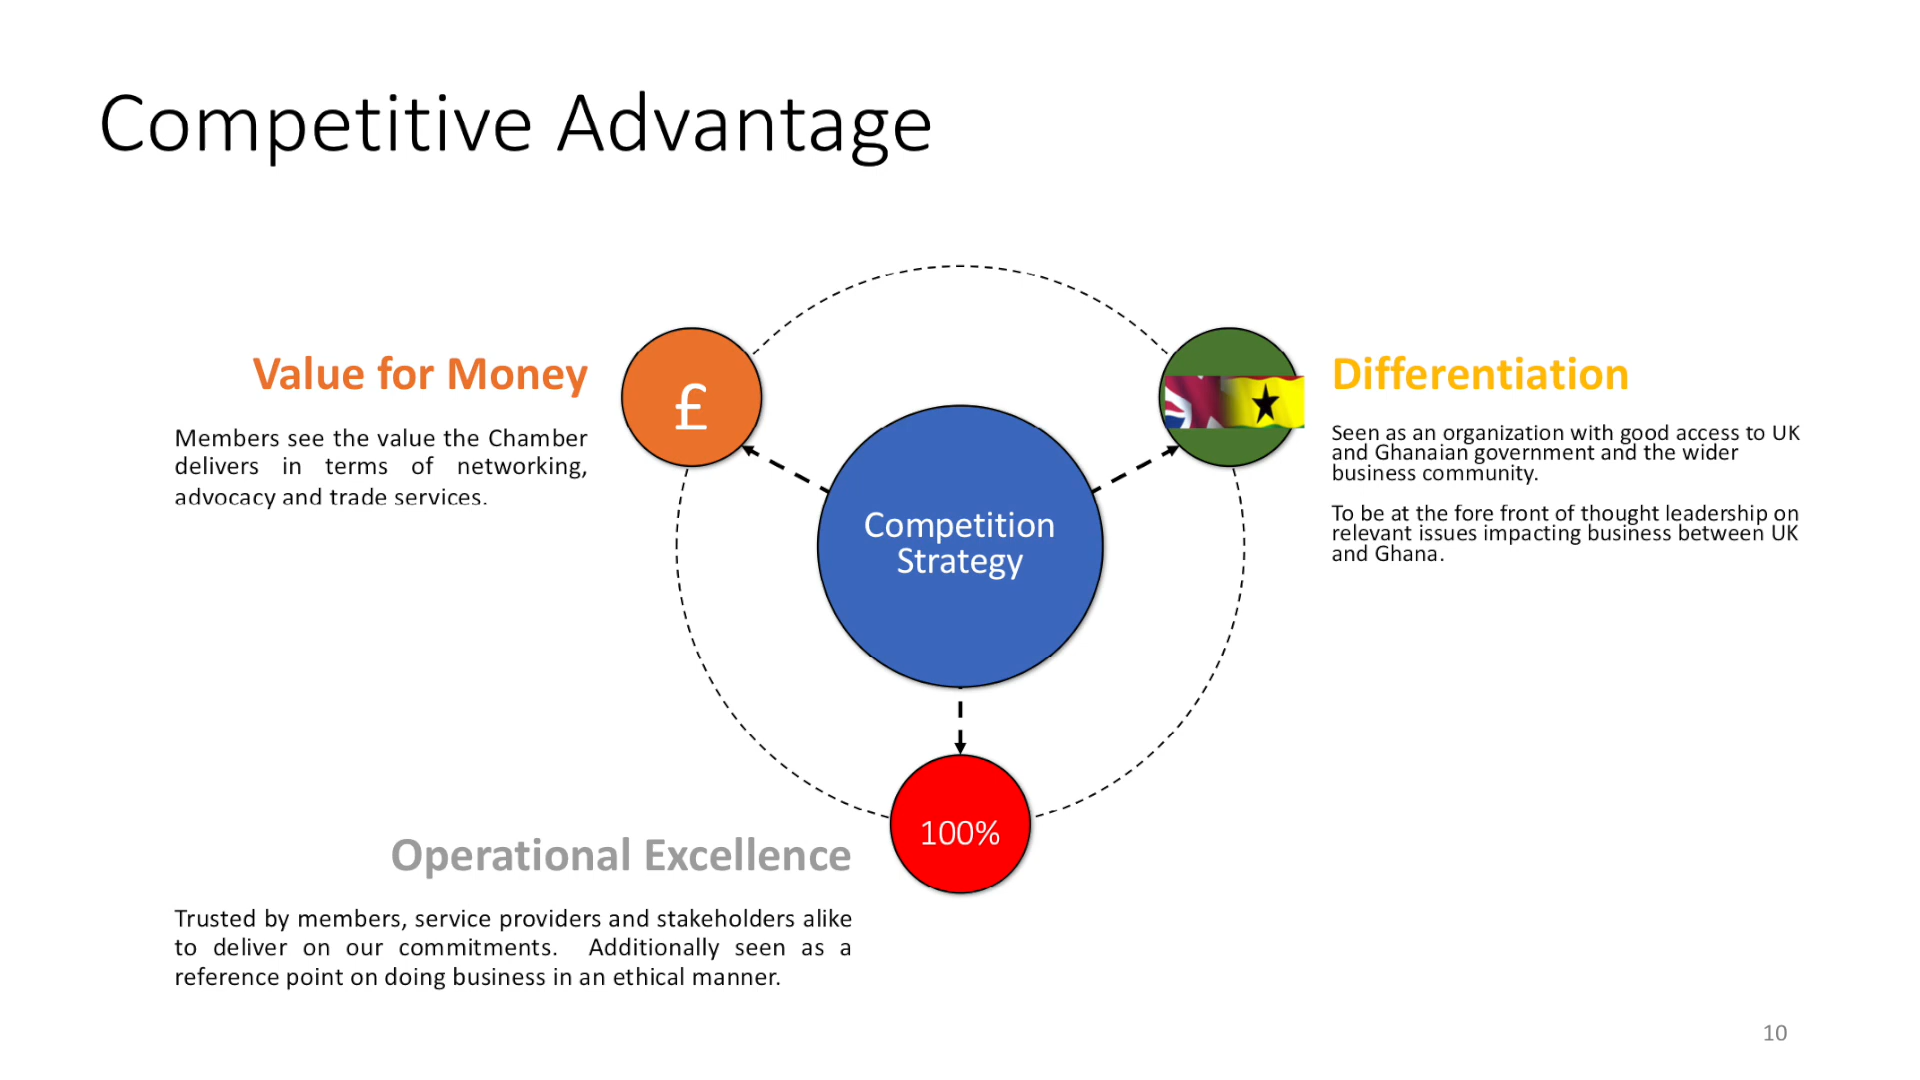 Competitive Advantage
Value for Money
Members see the value the Chamber
delivers in terms of networking,
advocacy and trade services.
£
Differentiation
Seen as an organization with good access to UK
and Ghanaian government and the wider
business community.
To be at the fore front of thought leadership on
relevant issues impacting business between UK
and Ghana.
Competition
Strategy
100%
Operational Excellence
Trusted by members, service providers and stakeholders alike
to deliver on our commitments. Additionally seen as a
reference point on doing business in an ethical manner.
10